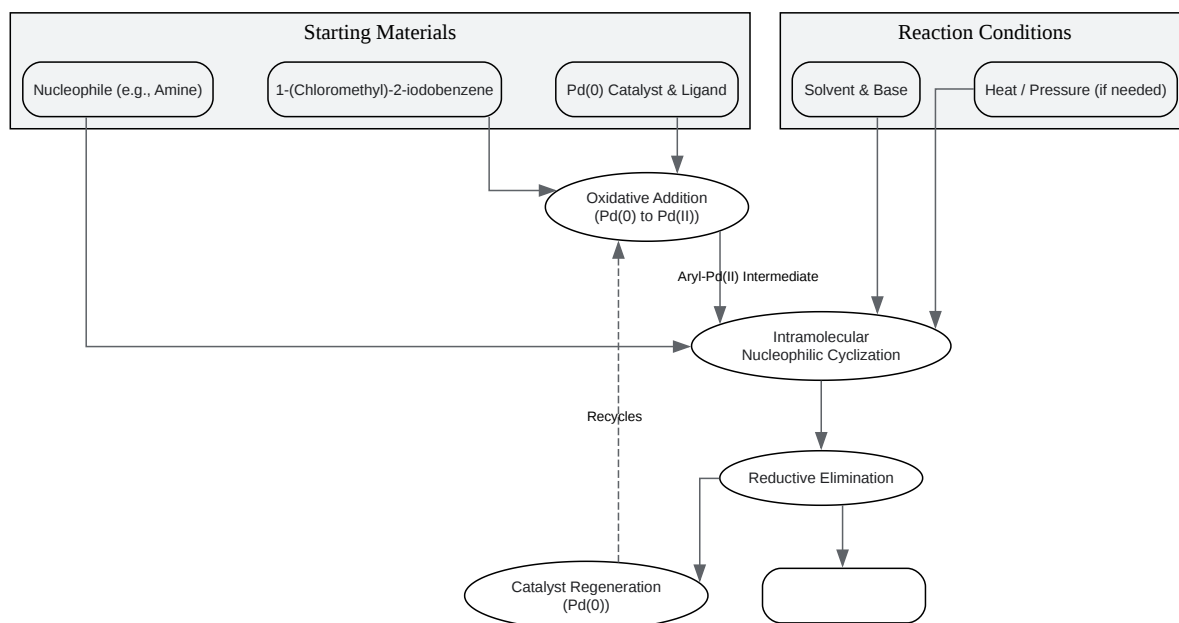 Starting Materials
Reaction Conditions
Nucleophile (e.g., Amine)
1-(Chloromethyl)-2-iodobenzene
Pd(0) Catalyst & Ligand
Solvent & Base
Heat / Pressure (if needed)
Oxidative Addition
(Pd(0) to Pd(II))
Aryl-Pd(II) Intermediate
Intramolecular
Nucleophilic Cyclization
Recycles
Reductive Elimination
Catalyst Regeneration
(Pd(0))